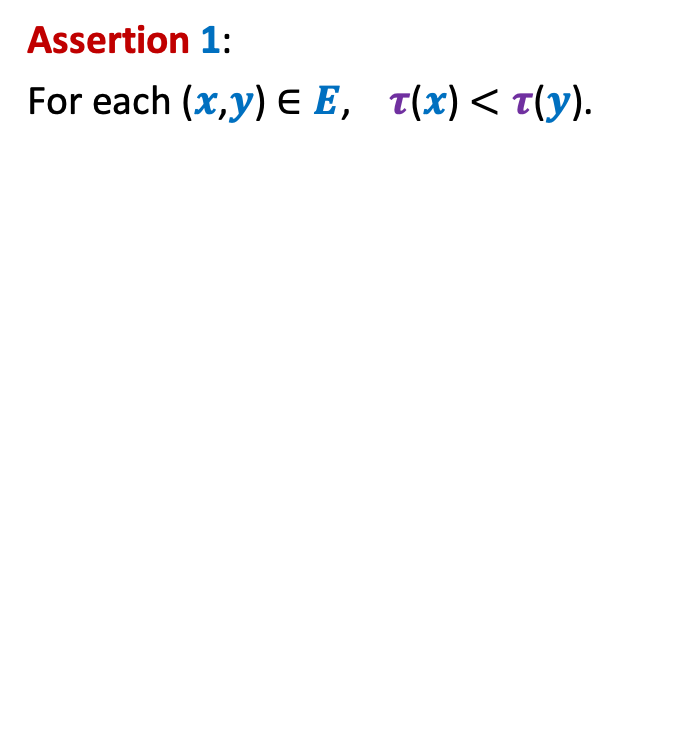 Assertion 1:
For each (x,y) ∈ E, τ(x) < τ(y).